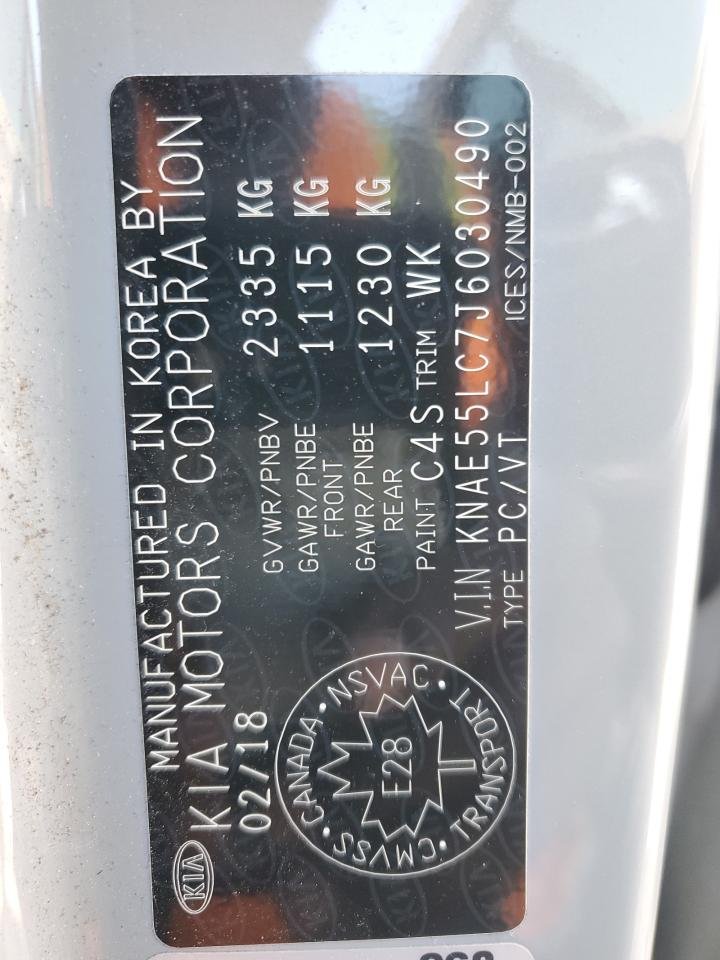 MANUFACTURED IN KOREA BY
KIA KIA MOTORS CORPORATION
02/18
GVWR/PNBV 2335 KG
GAWR/PNBE FRONT 1115 KG
GAWR/PNBE REAR 1230 KG
PAINT C4S TRIM WK
V.I.N KNAE55LC7J6030490
TYPE PC/VT ICES/NMB-002
CANADA · NSVAC · TRANSPORT · CMVSS ·
E28